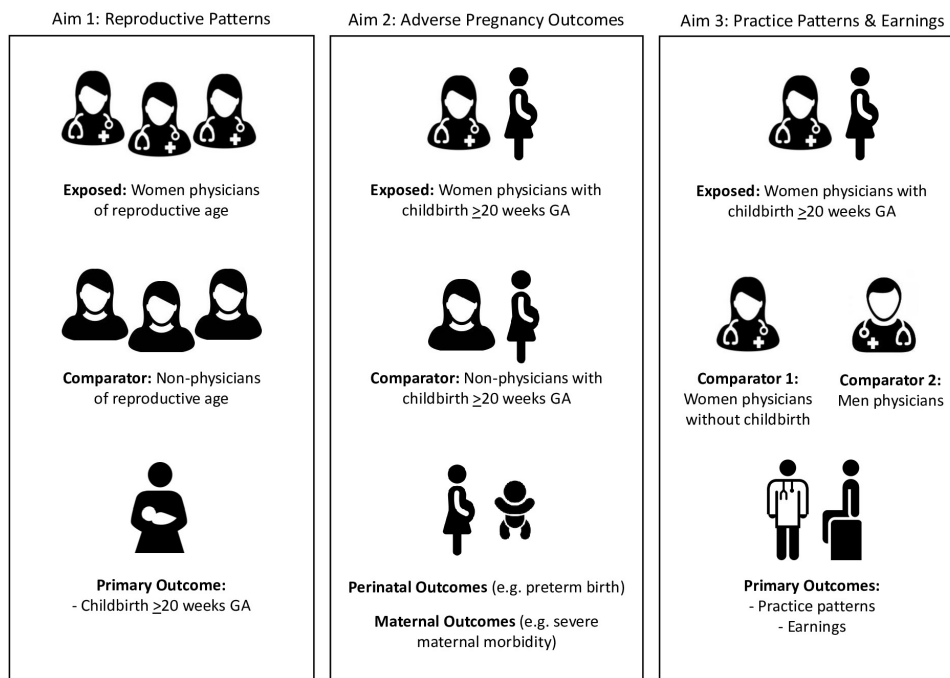 Aim 1: Reproductive Patterns
Exposed: Women physicians
of reproductive age
Comparator: Non-physicians
of reproductive age
Primary Outcome:
- Childbirth ≥20 weeks GA
Aim 2: Adverse Pregnancy Outcomes
Exposed: Women physicians with
childbirth ≥20 weeks GA
Comparator: Non-physicians with
childbirth ≥20 weeks GA
Perinatal Outcomes (e.g. preterm birth)
Maternal Outcomes (e.g. severe
maternal morbidity)
Aim 3: Practice Patterns & Earnings
Exposed: Women physicians with
childbirth ≥20 weeks GA
Comparator 1:
Women physicians
without childbirth
Comparator 2:
Men physicians
Primary Outcomes:
- Practice patterns
- Earnings